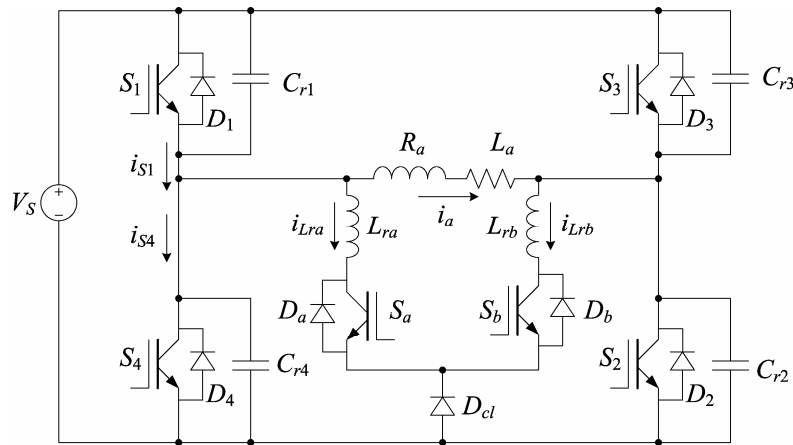 S1
D1
Cr1
S3
D3
Cr3
iS1
Ra
La
VS
+
−
iS4
iLra
Lra
ia
Lrb
iLrb
Da
Sa
Sb
Db
S4
D4
Cr4
S2
D2
Cr2
Dcl